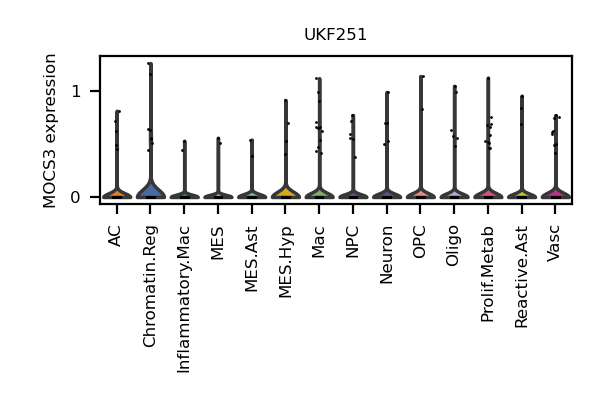 UKF251
MOCS3 expression
1
0
AC
Chromatin.Reg
Inflammatory.Mac
MES
MES.Ast
MES.Hyp
Mac
NPC
Neuron
OPC
Oligo
Prolif.Metab
Reactive.Ast
Vasc